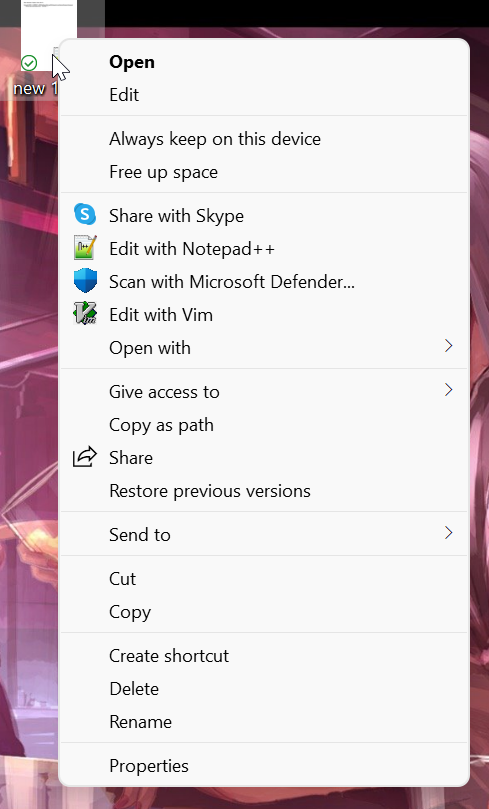 new 1
Open
Edit
Always keep on this device
Free up space
Share with Skype
Edit with Notepad++
Scan with Microsoft Defender...
Edit with Vim
Open with
Give access to
Copy as path
Share
Restore previous versions
Send to
Cut
Copy
Create shortcut
Delete
Rename
Properties